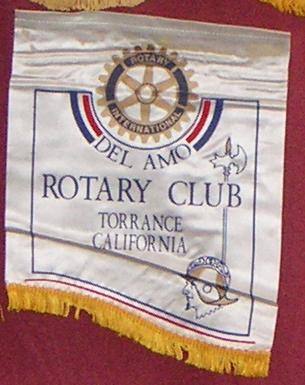 ROTARY
INTERNATIONAL
DEL AMO
ROTARY CLUB
TORRANCE
CALIFORNIA